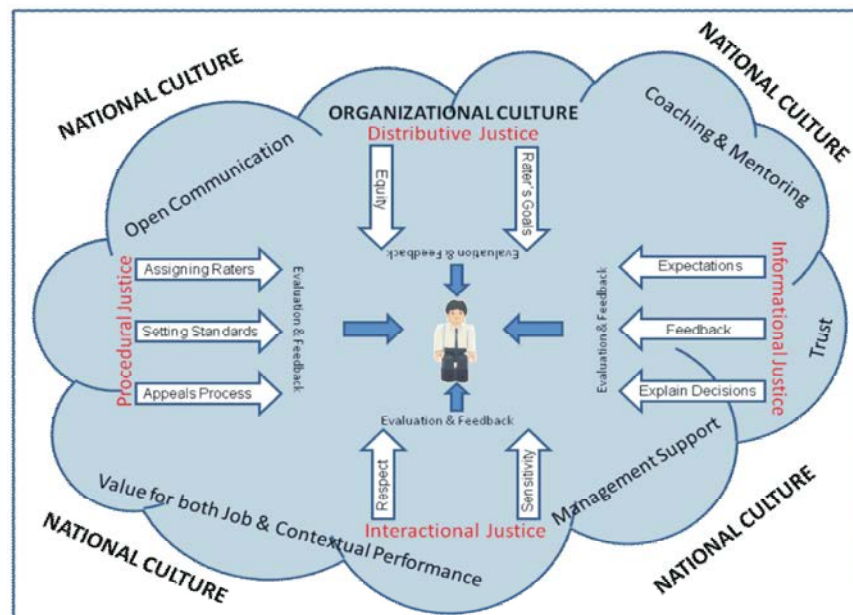 NATIONAL CULTURE
NATIONAL CULTURE
ORGANIZATIONAL CULTURE
Distributive Justice
Coaching & Mentoring
Open Communication
Equity
Rater's Goals
Evaluation & Feedback
Procedural Justice
Assigning Raters
Setting Standards
Appeals Process
Evaluation & Feedback
Evaluation & Feedback
Expectations
Feedback
Explain Decisions
Informational Justice
Trust
Evaluation & Feedback
Respect
Sensitivity
Interactional Justice
Management Support
Value for both Job & Contextual Performance
NATIONAL CULTURE
NATIONAL CULTURE